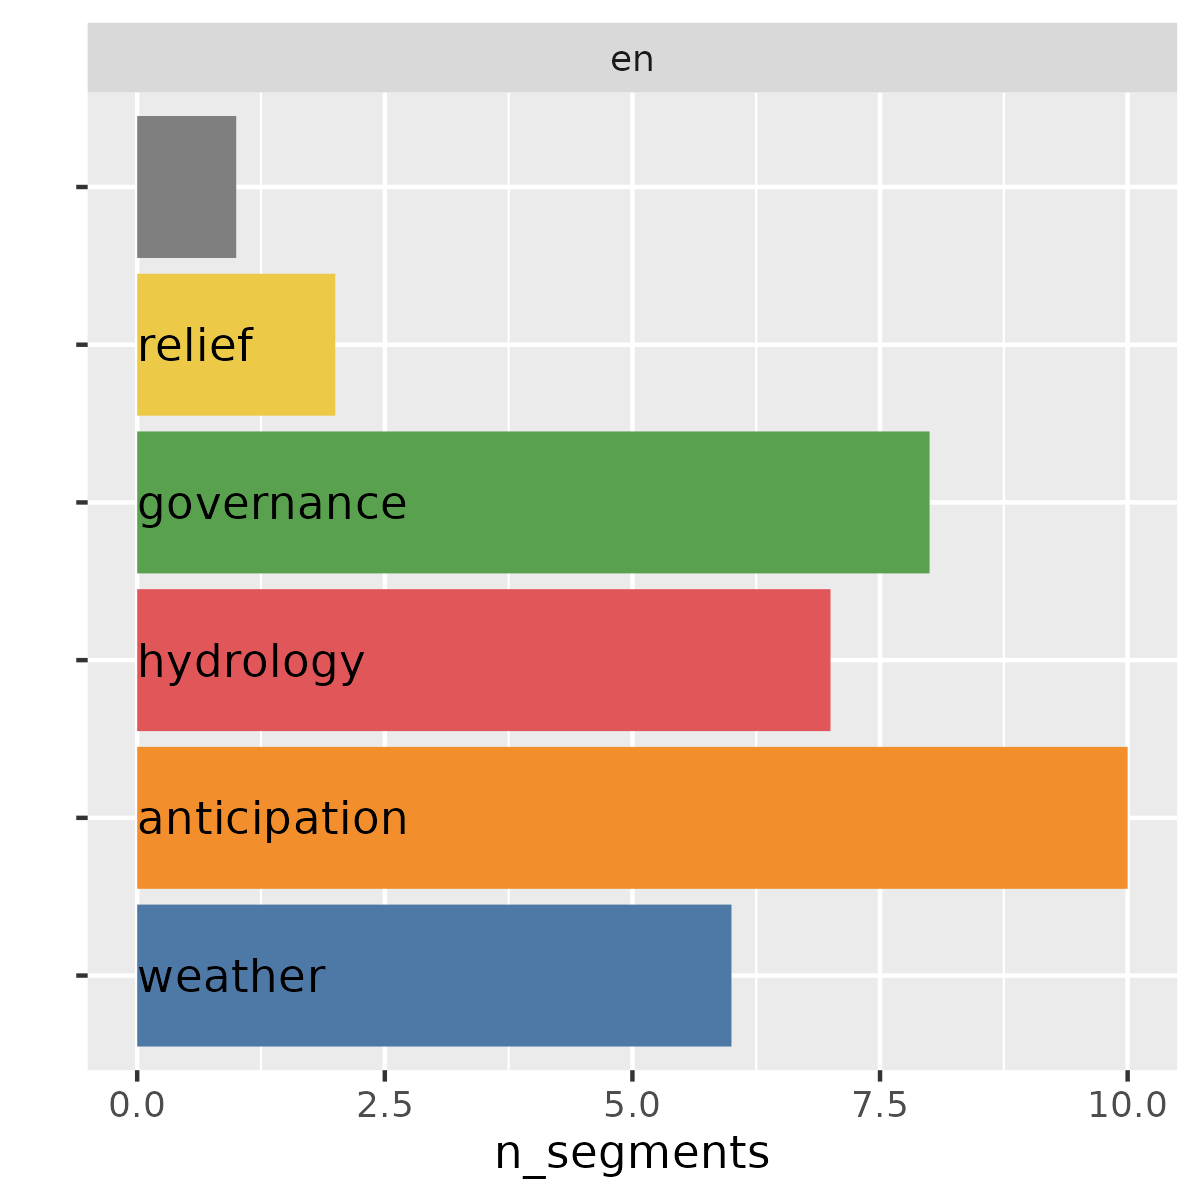 en
relief
governance
hydrology
anticipation
weather
0.0 2.5 5.0 7.5 10.0
n_segments